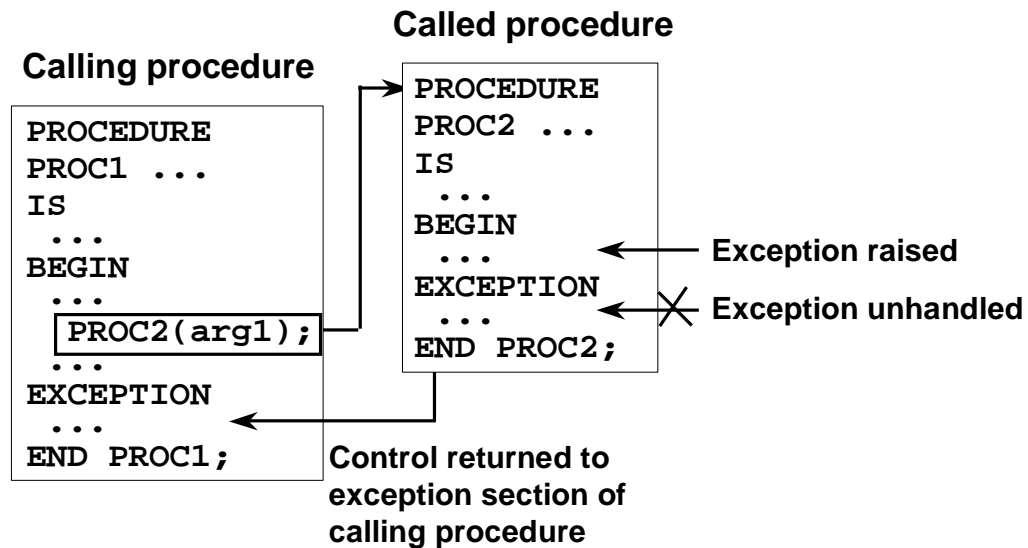 Calling procedure
PROCEDURE
PROC1 ...
IS
...
BEGIN
...
PROC2(arg1);
...
EXCEPTION
...
END PROC1;
Called procedure
PROCEDURE
PROC2 ...
IS
...
BEGIN
...
EXCEPTION
...
END PROC2;
Exception raised
Exception unhandled
Control returned to
exception section of
calling procedure